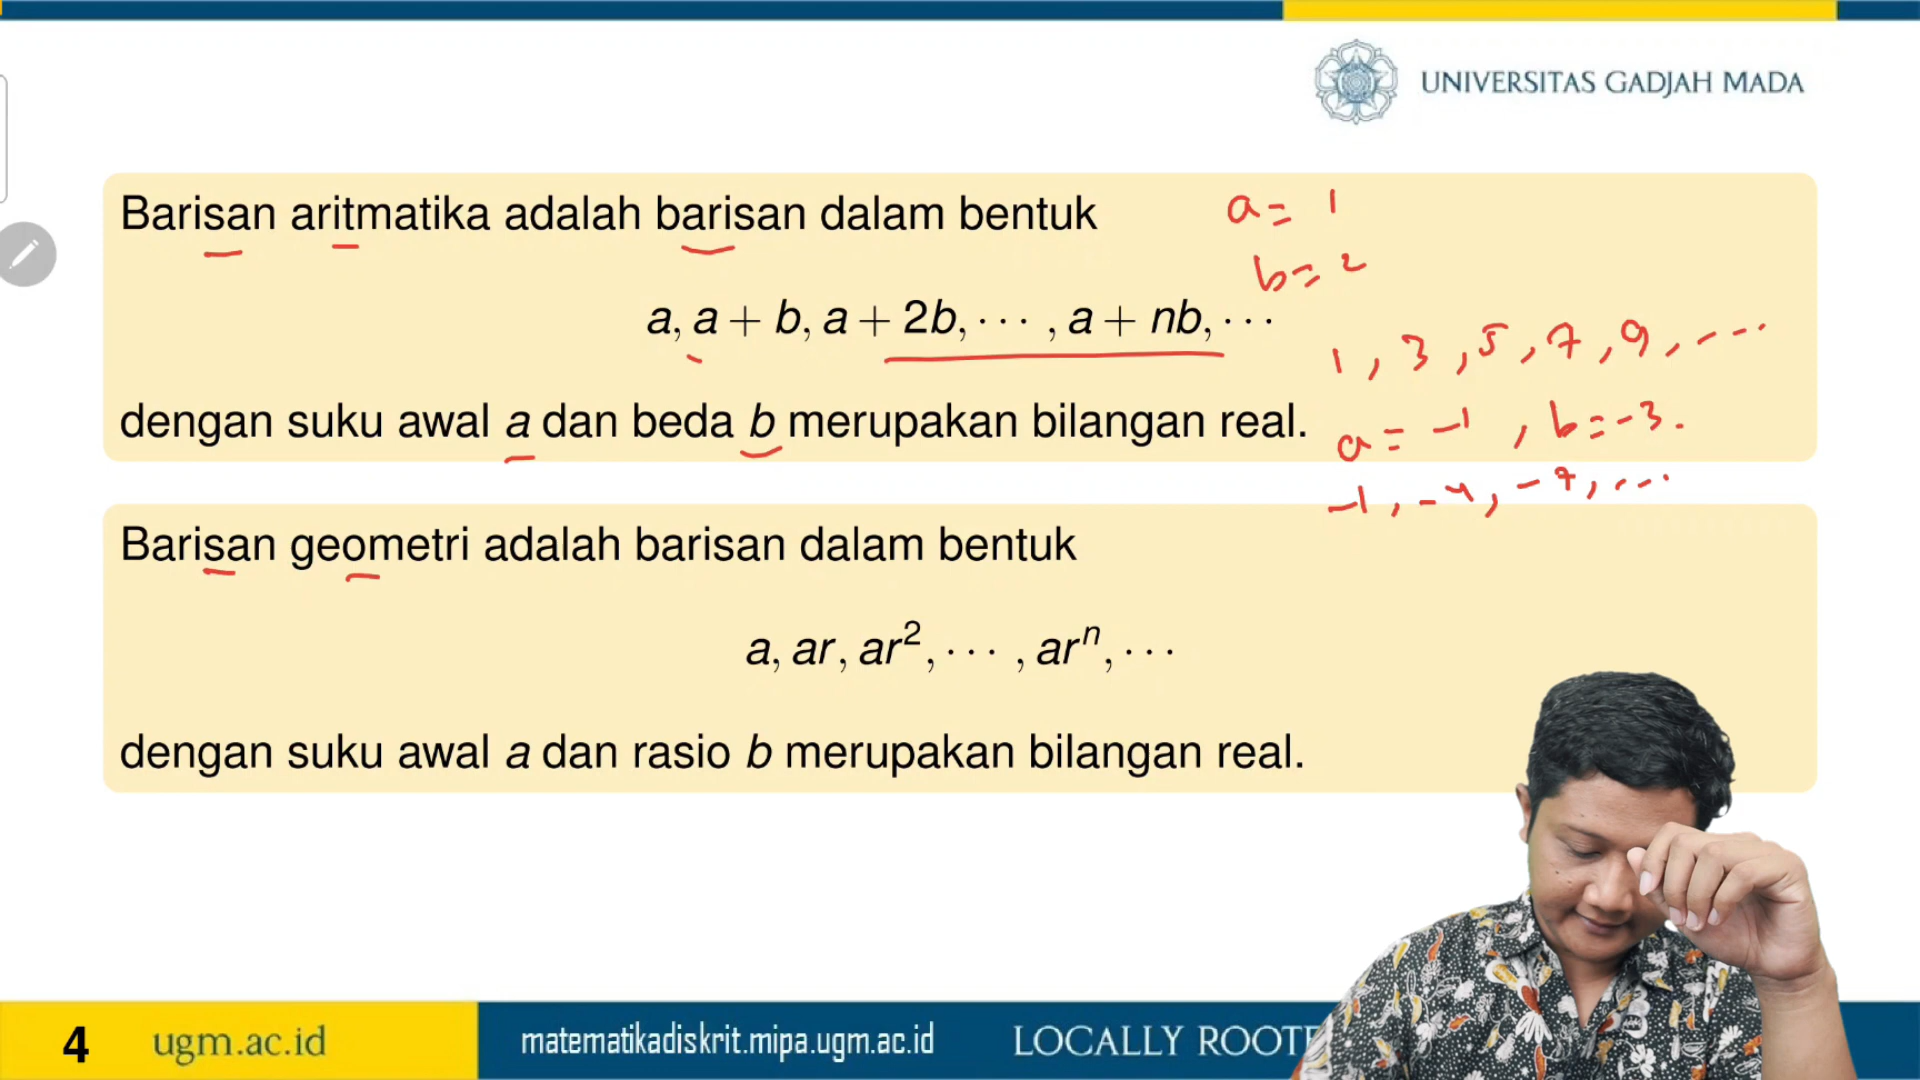 UNIVERSITAS GADJAH MADA
Barisan aritmatika adalah barisan dalam bentuk
a = 1
b = 2
a, a + b, a + 2b, ··· , a + nb, ···
1, 3, 5, 7, 9, ...
dengan suku awal a dan beda b merupakan bilangan real.
a = -1, b = -3.
-1, -4, -7, ...
Barisan geometri adalah barisan dalam bentuk
a, ar, ar², ··· , arⁿ, ···
dengan suku awal a dan rasio b merupakan bilangan real.
4
ugm.ac.id
matematikadiskrit.mipa.ugm.ac.id
LOCALLY